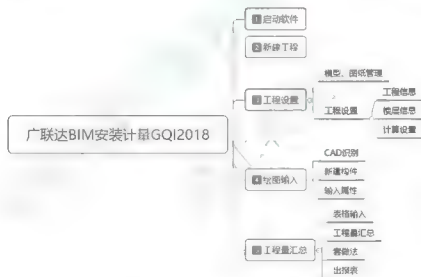 广联达BIM安装计量GQI2018
1 启动软件
2 新建工程
3 工程设置
模型、图纸管理
工程设置
工程信息
楼层信息
计算设置
4 绘图输入
CAD识别
新建构件
输入属性
5 工程量汇总
表格输入
工程量汇总
套做法
出报表